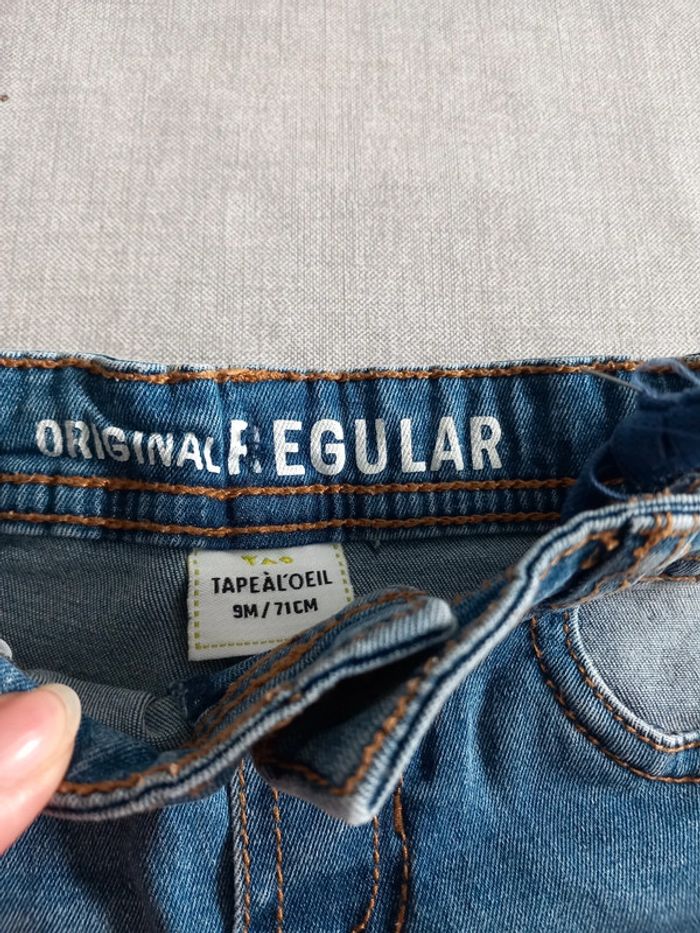 ORIGINAL REGULAR
TAO
TAPEÀL'OEIL
9M / 71CM